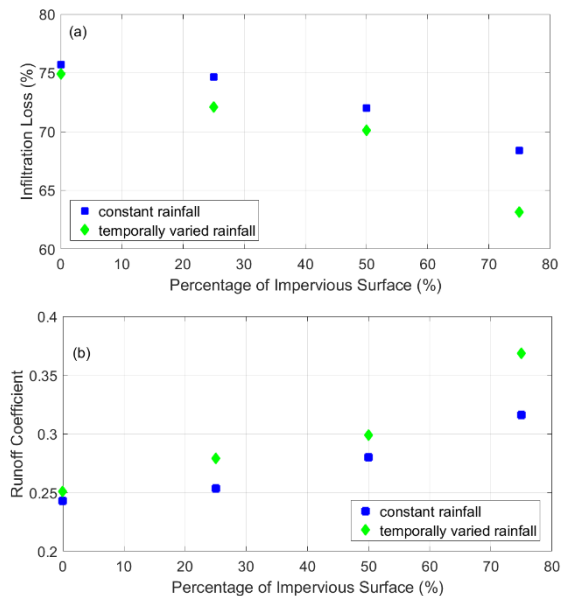 80
(a)
75
70
65
60
Infiltration Loss (%)
constant rainfall
temporally varied rainfall
0 10 20 30 40 50 60 70 80
Percentage of Impervious Surface (%)
0.4
(b)
0.35
0.3
0.25
0.2
Runoff Coefficient
constant rainfall
temporally varied rainfall
0 10 20 30 40 50 60 70 80
Percentage of Impervious Surface (%)